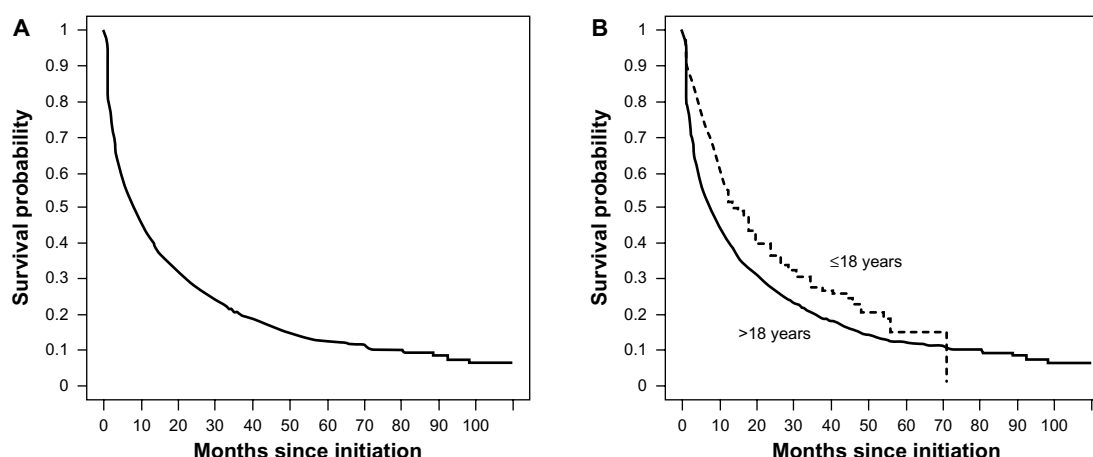 A
Survival probability
1
0.9
0.8
0.7
0.6
0.5
0.4
0.3
0.2
0.1
0
0 10 20 30 40 50 60 70 80 90 100
Months since initiation
B
Survival probability
1
0.9
0.8
0.7
0.6
0.5
0.4
0.3
0.2
0.1
0
≤18 years
>18 years
0 10 20 30 40 50 60 70 80 90 100
Months since initiation